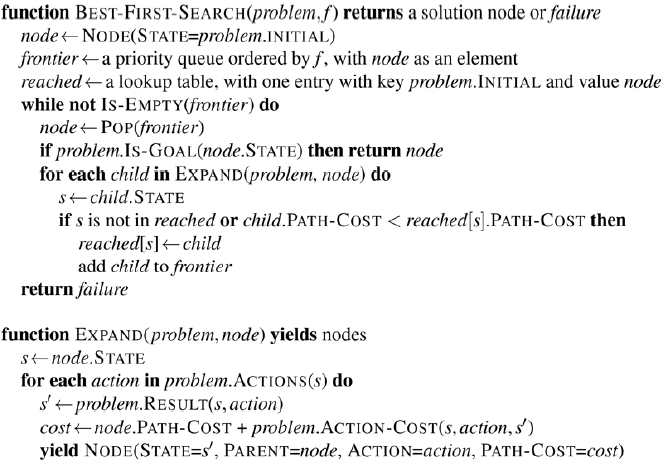 function BEST-FIRST-SEARCH(problem,f) returns a solution node or failure
node←NODE(STATE=problem.INITIAL)
frontier←a priority queue ordered by f, with node as an element
reached←a lookup table, with one entry with key problem.INITIAL and value node
while not IS-EMPTY(frontier) do
node←POP(frontier)
if problem.IS-GOAL(node.STATE) then return node
for each child in EXPAND(problem, node) do
s←child.STATE
if s is not in reached or child.PATH-COST < reached[s].PATH-COST then
reached[s]←child
add child to frontier
return failure
function EXPAND(problem,node) yields nodes
s←node.STATE
for each action in problem.ACTIONS(s) do
s′←problem.RESULT(s,action)
cost←node.PATH-COST + problem.ACTION-COST(s,action,s′)
yield NODE(STATE=s′, PARENT=node, ACTION=action, PATH-COST=cost)